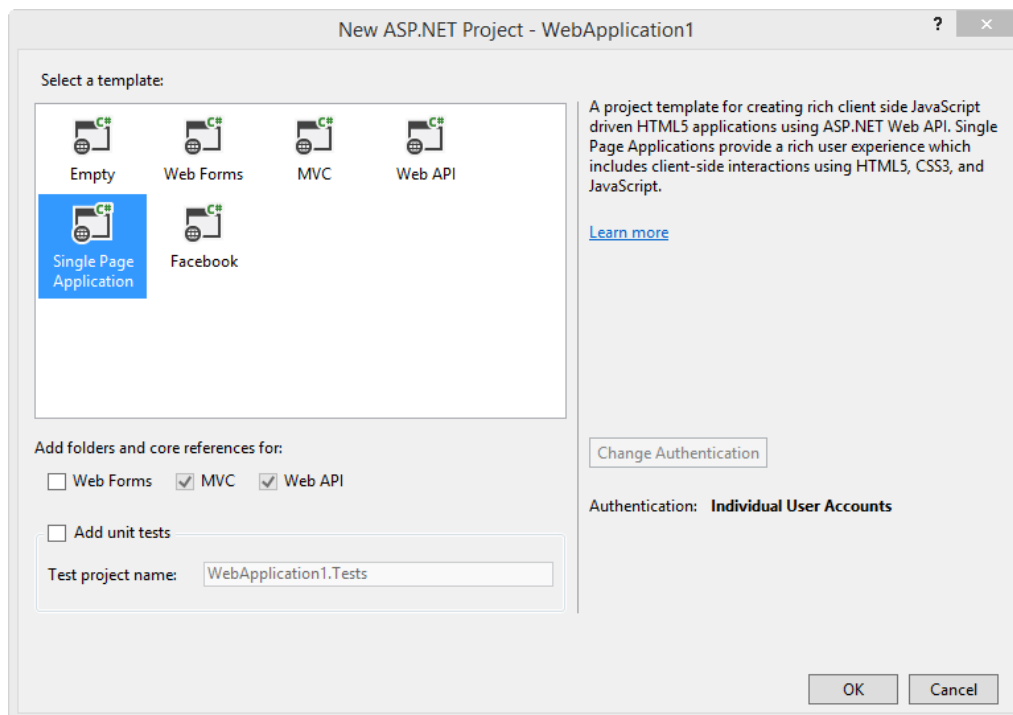 New ASP.NET Project - WebApplication1
?
Select a template:
C# C# C# C#
Empty Web Forms MVC Web API
C# C#
Single Page Facebook
Application
A project template for creating rich client side JavaScript
driven HTML5 applications using ASP.NET Web API. Single
Page Applications provide a rich user experience which
includes client-side interactions using HTML5, CSS3, and
JavaScript.
Learn more
Add folders and core references for:
Web Forms MVC Web API
Add unit tests
Test project name: WebApplication1.Tests
Change Authentication
Authentication: Individual User Accounts
OK Cancel